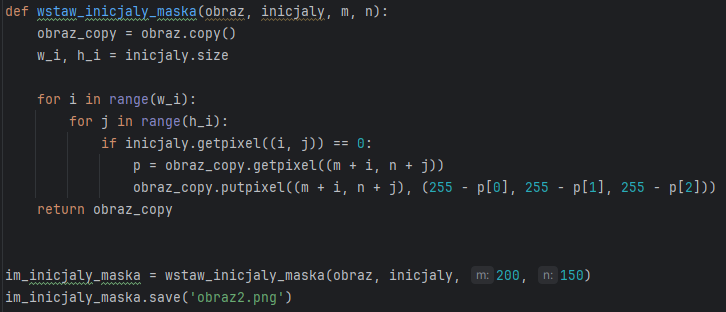 def wstaw_inicjaly_maska(obraz, inicjaly, m, n):
    obraz_copy = obraz.copy()
    w_i, h_i = inicjaly.size

    for i in range(w_i):
        for j in range(h_i):
            if inicjaly.getpixel((i, j)) == 0:
                p = obraz_copy.getpixel((m + i, n + j))
                obraz_copy.putpixel((m + i, n + j), (255 - p[0], 255 - p[1], 255 - p[2]))
    return obraz_copy


im_inicjaly_maska = wstaw_inicjaly_maska(obraz, inicjaly, m: 200, n: 150)
im_inicjaly_maska.save('obraz2.png')